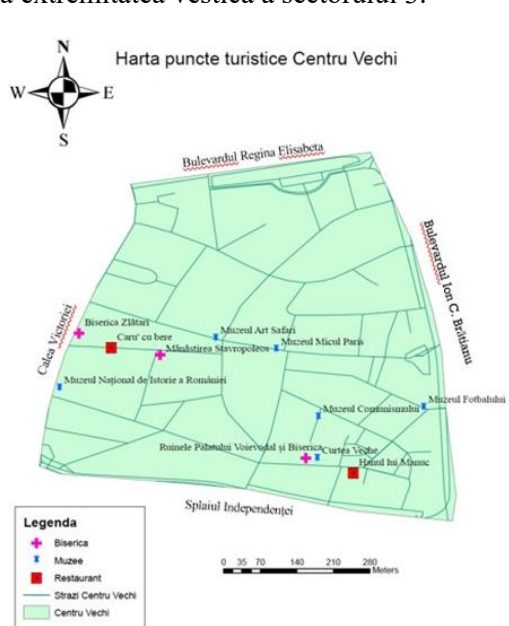 a extremitatea vestică a sectorului 3.
N
W E
S
Harta puncte turistice Centru Vechi
Bulevardul Regina Elisabeta
Bulevardul Ion C. Brătianu
Calea Victoriei
Biserica Zlătari
Caru' cu bere
Mănăstirea Stavropoleos
Muzeul Art Safari
Muzeul Micul Paris
Muzeul Național de Istorie a României
Muzeul Fotbalului
Muzeul Comunismului
Ruinele Palatului Voievodal și Biserica Curtea Veche
Hanul lui Manuc
Splaiul Independenței
Legenda
Biserica
Muzee
Restaurant
Strazi Centru Vechi
Centru Vechi
0 35 70 140 210 280
Meters